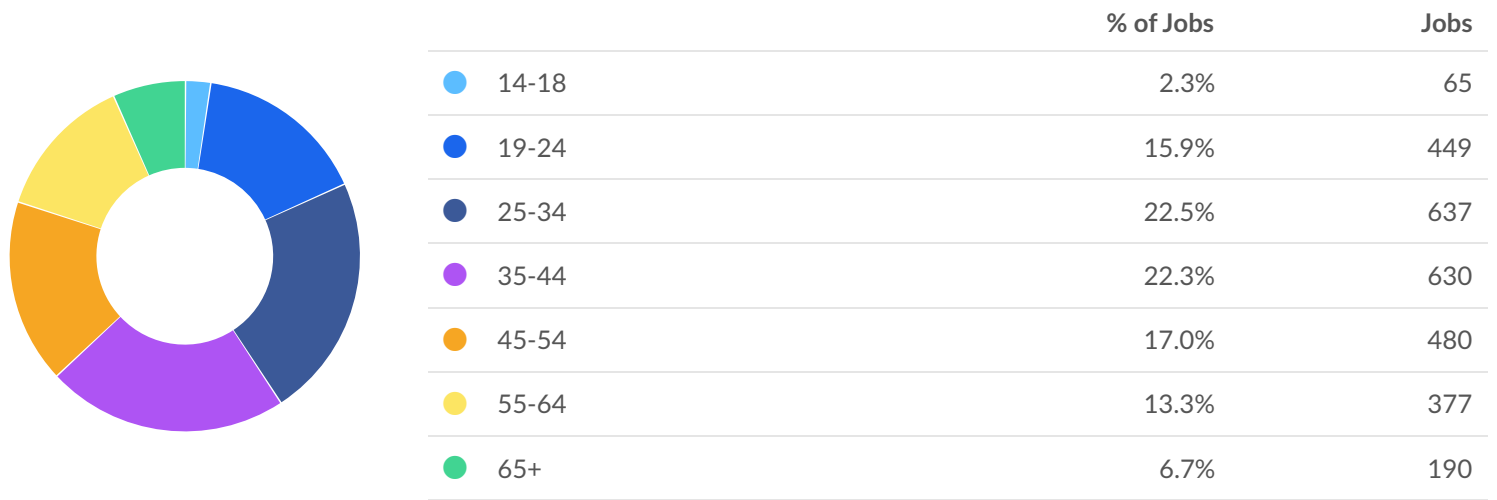 % of Jobs Jobs
14-18 2.3% 65
19-24 15.9% 449
25-34 22.5% 637
35-44 22.3% 630
45-54 17.0% 480
55-64 13.3% 377
65+ 6.7% 190